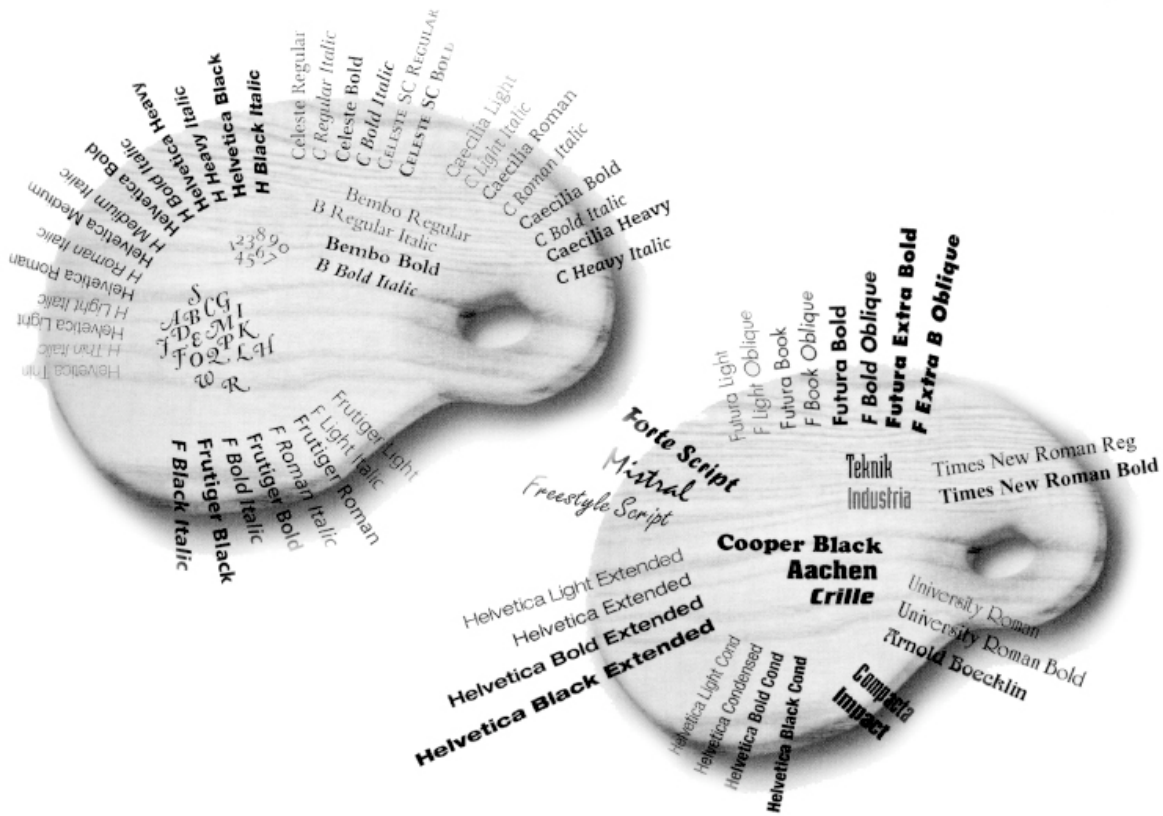 Helvetica Thin
H Thin Italic
Helvetica Light
H Light Italic
Helvetica Roman
H Roman Italic
Helvetica Medium
H Medium Italic
Helvetica Bold
H Bold Italic
Helvetica Heavy
H Heavy Italic
Helvetica Black
H Black Italic
Celeste Regular
C Regular Italic
Celeste Bold
C Bold Italic
CELESTE SC REGULAR
CELESTE SC BOLD
Caecilia Light
C Light Italic
Caecilia Roman
C Roman Italic
Caecilia Bold
C Bold Italic
Caecilia Heavy
C Heavy Italic
Bembo Regular
B Regular Italic
Bembo Bold
B Bold Italic
123890
4567
S
A B C G I
J D E M K
F O Q P L H
W R
Frutiger Light
F Light Italic
Frutiger Roman
F Roman Italic
Frutiger Bold
F Bold Italic
Frutiger Black
F Black Italic
Futura Light
F Light Oblique
Futura Book
F Book Oblique
Futura Bold
F Bold Oblique
Futura Extra Bold
F Extra B Oblique
Forte Script
Mistral
Freestyle Script
Teknik
Industria
Times New Roman Reg
Times New Roman Bold
Cooper Black
Aachen
Crille
University Roman
University Roman Bold
Arnold Boecklin
Compacta
Impact
Helvetica Light Extended
Helvetica Extended
Helvetica Bold Extended
Helvetica Black Extended
Helvetica Light Cond
Helvetica Condensed
Helvetica Bold Cond
Helvetica Black Cond